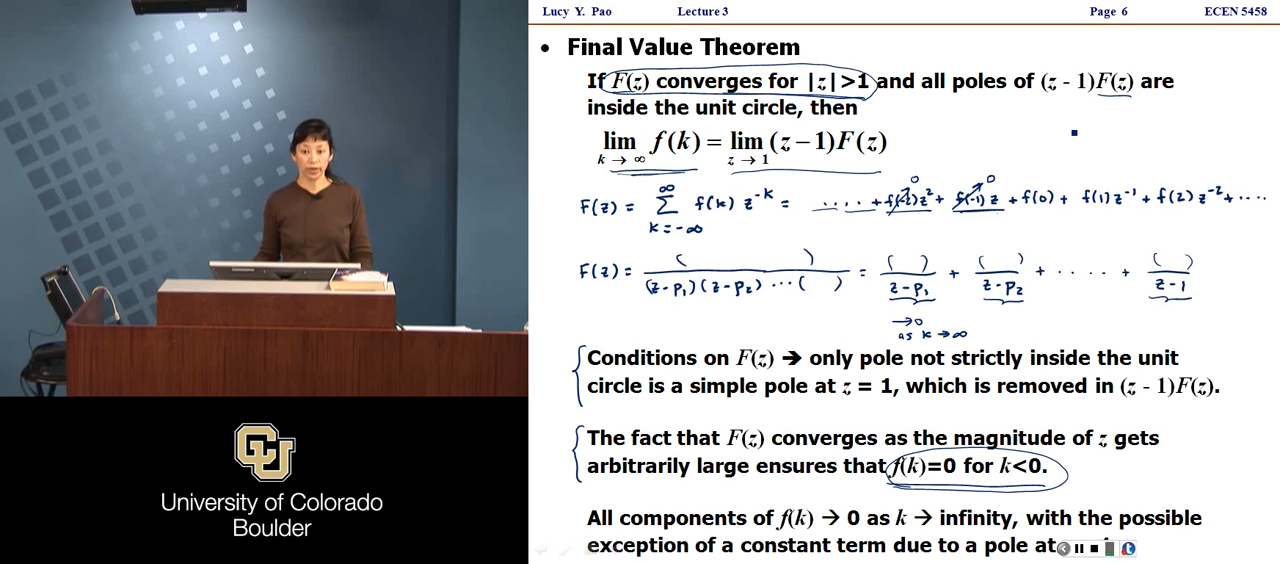 Lucy Y. Pao Lecture 3 Page 6 ECEN 5458
• Final Value Theorem
If F(z) converges for |z|>1 and all poles of (z - 1)F(z) are
inside the unit circle, then
lim k → ∞ f(k) = lim z → 1 (z − 1)F(z)
F(z) = ∞ Σ k = -∞ f(k) z^-k = ..... + f(-2)z^2 + f(-1) z + f(0) + f(1) z^-1 + f(2) z^-2 + ....
0 0
F(z) = ( ) / (z - p1)(z - p2) ...( ) = ( ) / z - p1 + ( ) / z - p2 + ..... + ( ) / z - 1
→ 0
as k → ∞
Conditions on F(z) → only pole not strictly inside the unit
circle is a simple pole at z = 1, which is removed in (z - 1)F(z).
The fact that F(z) converges as the magnitude of z gets
arbitrarily large ensures that f(k)=0 for k<0.
All components of f(k) → 0 as k → infinity, with the possible
exception of a constant term due to a pole at
CU
University of Colorado
Boulder